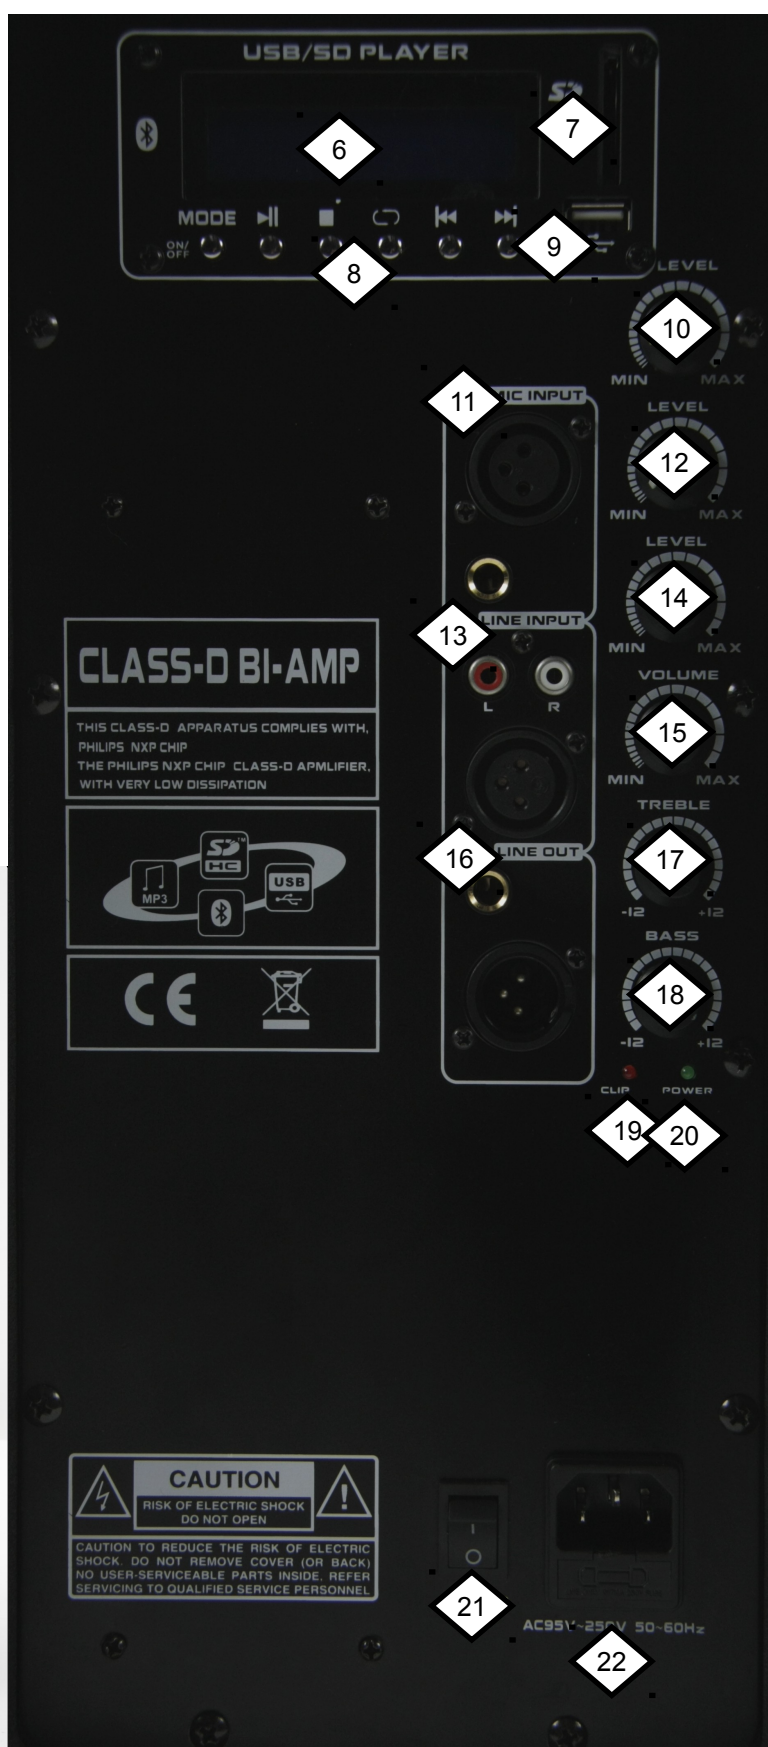 USB/SD PLAYER
SD
7
6
MODE
ON/
OFF
9
8
LEVEL
10
MIN MAX
11 MIC INPUT
LEVEL
12
MIN MAX
LEVEL
14
MIN MAX
13 LINE INPUT
L R
CLASS-D BI-AMP
THIS CLASS-D APPARATUS COMPLIES WITH,
PHILIPS NXP CHIP
THE PHILIPS NXP CHIP CLASS-D APMLIFIER,
WITH VERY LOW DISSIPATION
VOLUME
15
MIN MAX
TREBLE
17
-12 +12
16 LINE OUT
SD™
HC
MP3
USB
BASS
18
-12 +12
CE
CLIP POWER
19 20
CAUTION
RISK OF ELECTRIC SHOCK
DO NOT OPEN
CAUTION TO REDUCE THE RISK OF ELECTRIC
SHOCK. DO NOT REMOVE COVER (OR BACK)
NO USER-SERVICEABLE PARTS INSIDE. REFER
SERVICING TO QUALIFIED SERVICE PERSONNEL
21
AC95V~250V 50~60Hz
22